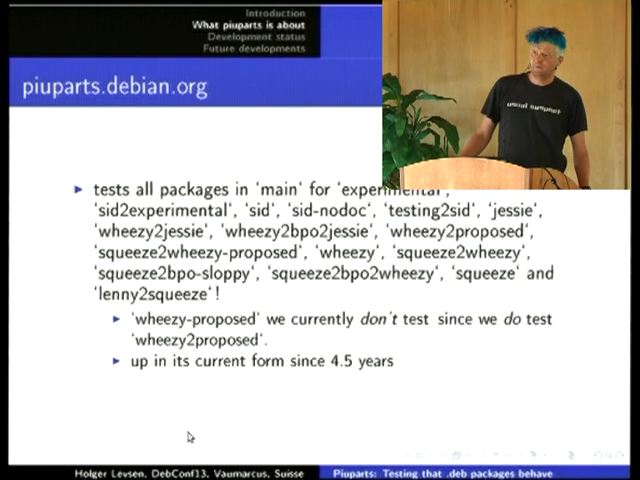 Introduction
What piuparts is about
Development status
Future developments
piuparts.debian.org
tests all packages in 'main' for 'experimental',
'sid2experimental', 'sid', 'sid-nodoc', 'testing2sid', 'jessie',
'wheezy2jessie', 'wheezy2bpo2jessie', 'wheezy2proposed',
'squeeze2wheezy-proposed', 'wheezy', 'squeeze2wheezy',
'squeeze2bpo-sloppy', 'squeeze2bpo2wheezy', 'squeeze' and
'lenny2squeeze'!
'wheezy-proposed' we currently don't test since we do test
'wheezy2proposed'.
up in its current form since 4.5 years
Holger Levsen, DebConf13, Vaumarcus, Suisse
Piuparts: Testing that .deb packages behave